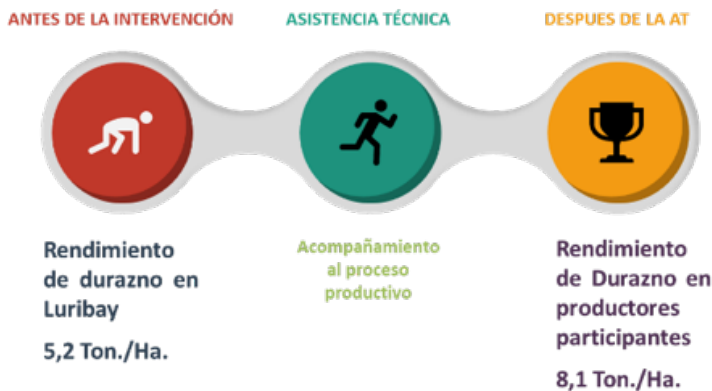 ANTES DE LA INTERVENCIÓN
ASISTENCIA TÉCNICA
DESPUES DE LA AT
Rendimiento
de durazno en
Luribay
5,2 Ton./Ha.
Acompañamiento
al proceso
productivo
Rendimiento
de Durazno en
productores
participantes
8,1 Ton./Ha.